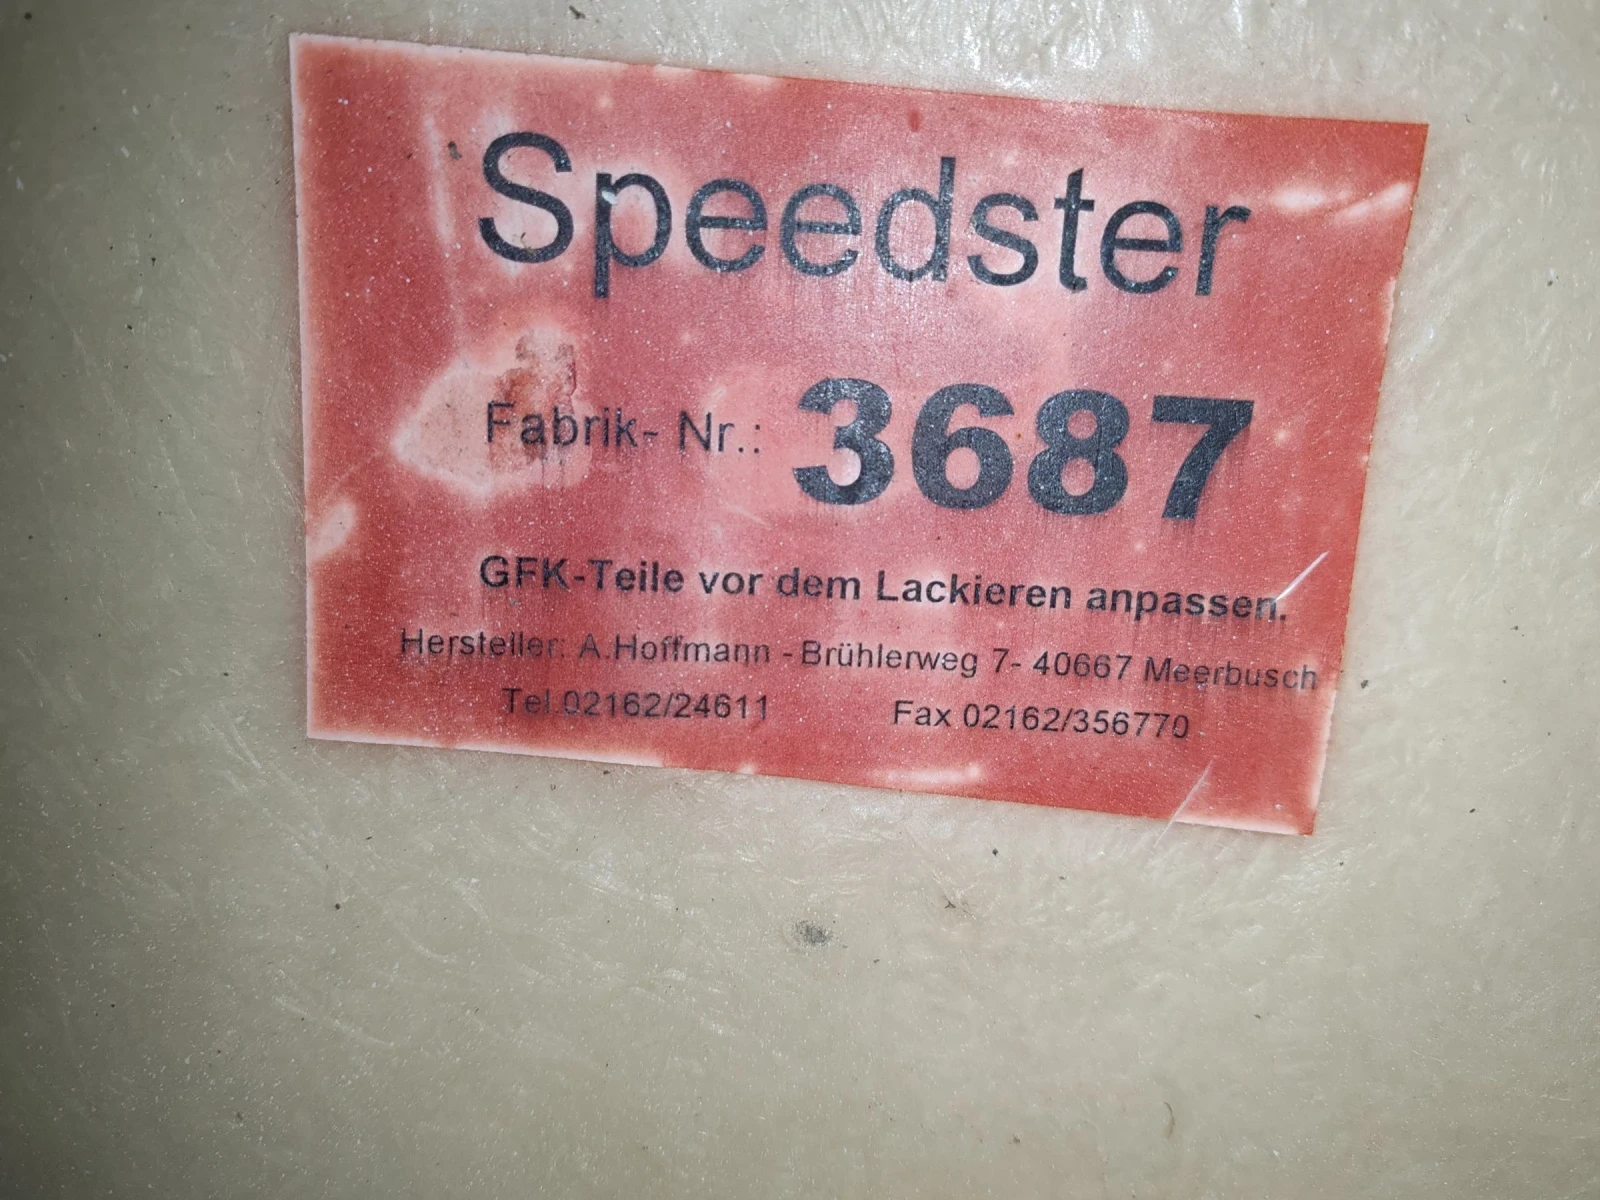 Speedster
Fabrik- Nr.: 3687
GFK-Teile vor dem Lackieren anpassen.
Hersteller: A.Hoffmann - Brühlerweg 7- 40667 Meerbusch
Tel.02162/24611 Fax 02162/356770